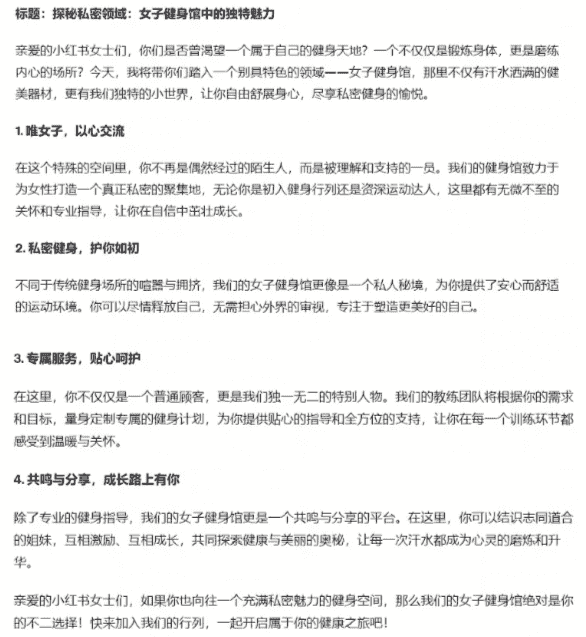 标题：探秘私密领域：女子健身馆中的独特魅力
亲爱的小红书女士们，你们是否曾渴望一个属于自己的健身天地？一个不仅仅是锻炼身体，更是磨练
内心的场所？今天，我将带你们踏入一个别具特色的领域——女子健身馆，那里不仅有汗水洒满的健
美器材，更有我们独特的小世界，让你自由舒展身心，尽享私密健身的愉悦。
1. 唯女子，以心交流
在这个特殊的空间里，你不再是偶然经过的陌生人，而是被理解和支持的一员。我们的健身馆致力于
为女性打造一个真正私密的聚集地，无论你是初入健身行列还是资深运动达人，这里都有无微不至的
关怀和专业指导，让你在自信中茁壮成长。
2. 私密健身，护你如初
不同于传统健身场所的喧嚣与拥挤，我们的女子健身馆更像是一个私人秘境，为你提供了安心而舒适
的运动环境。你可以尽情释放自己，无需担心外界的审视，专注于塑造更美好的自己。
3. 专属服务，贴心呵护
在这里，你不仅仅是一个普通顾客，更是我们独一无二的特别人物。我们的教练团队将根据你的需求
和目标，量身定制专属的健身计划，为你提供贴心的指导和全方位的支持，让你在每一个训练环节都
感受到温暖与关怀。
4. 共鸣与分享，成长路上有你
除了专业的健身指导，我们的女子健身馆更是一个共鸣与分享的平台。在这里，你可以结识志同道合
的姐妹，互相激励、互相成长，共同探索健康与美丽的奥秘，让每一次汗水都成为心灵的磨炼和升
华。
亲爱的小红书女士们，如果你也向往一个充满私密魅力的健身空间，那么我们的女子健身馆绝对是你
的不二选择！快来加入我们的行列，一起开启属于你的健康之旅吧！